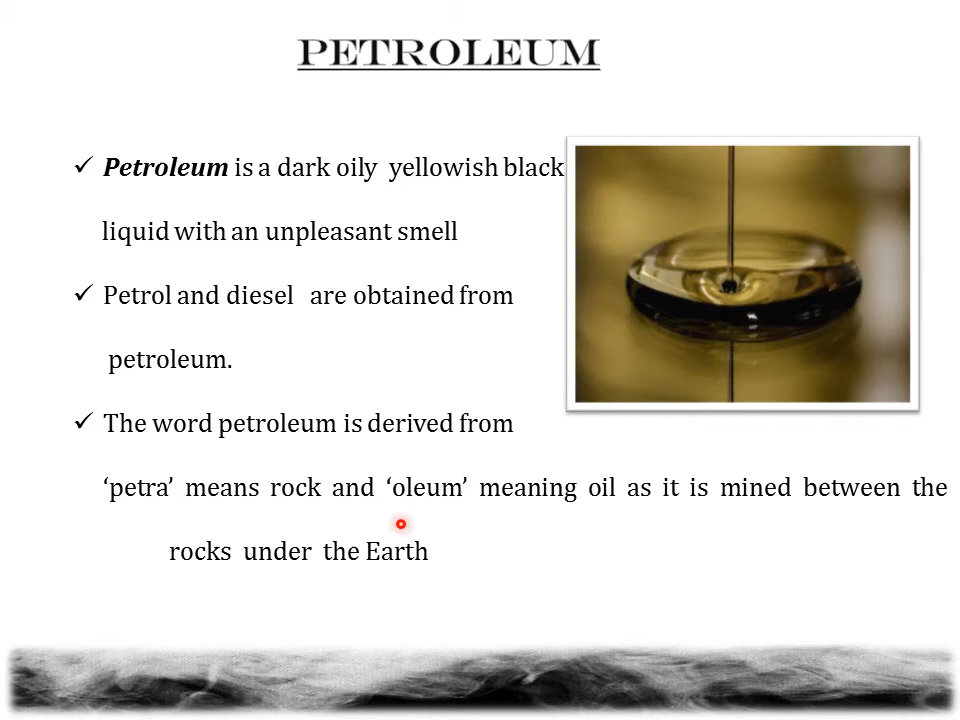 PETROLEUM
✓ Petroleum is a dark oily yellowish black
liquid with an unpleasant smell
✓ Petrol and diesel are obtained from
petroleum.
✓ The word petroleum is derived from
‘petra’ means rock and ‘oleum’ meaning oil as it is mined between the
rocks under the Earth